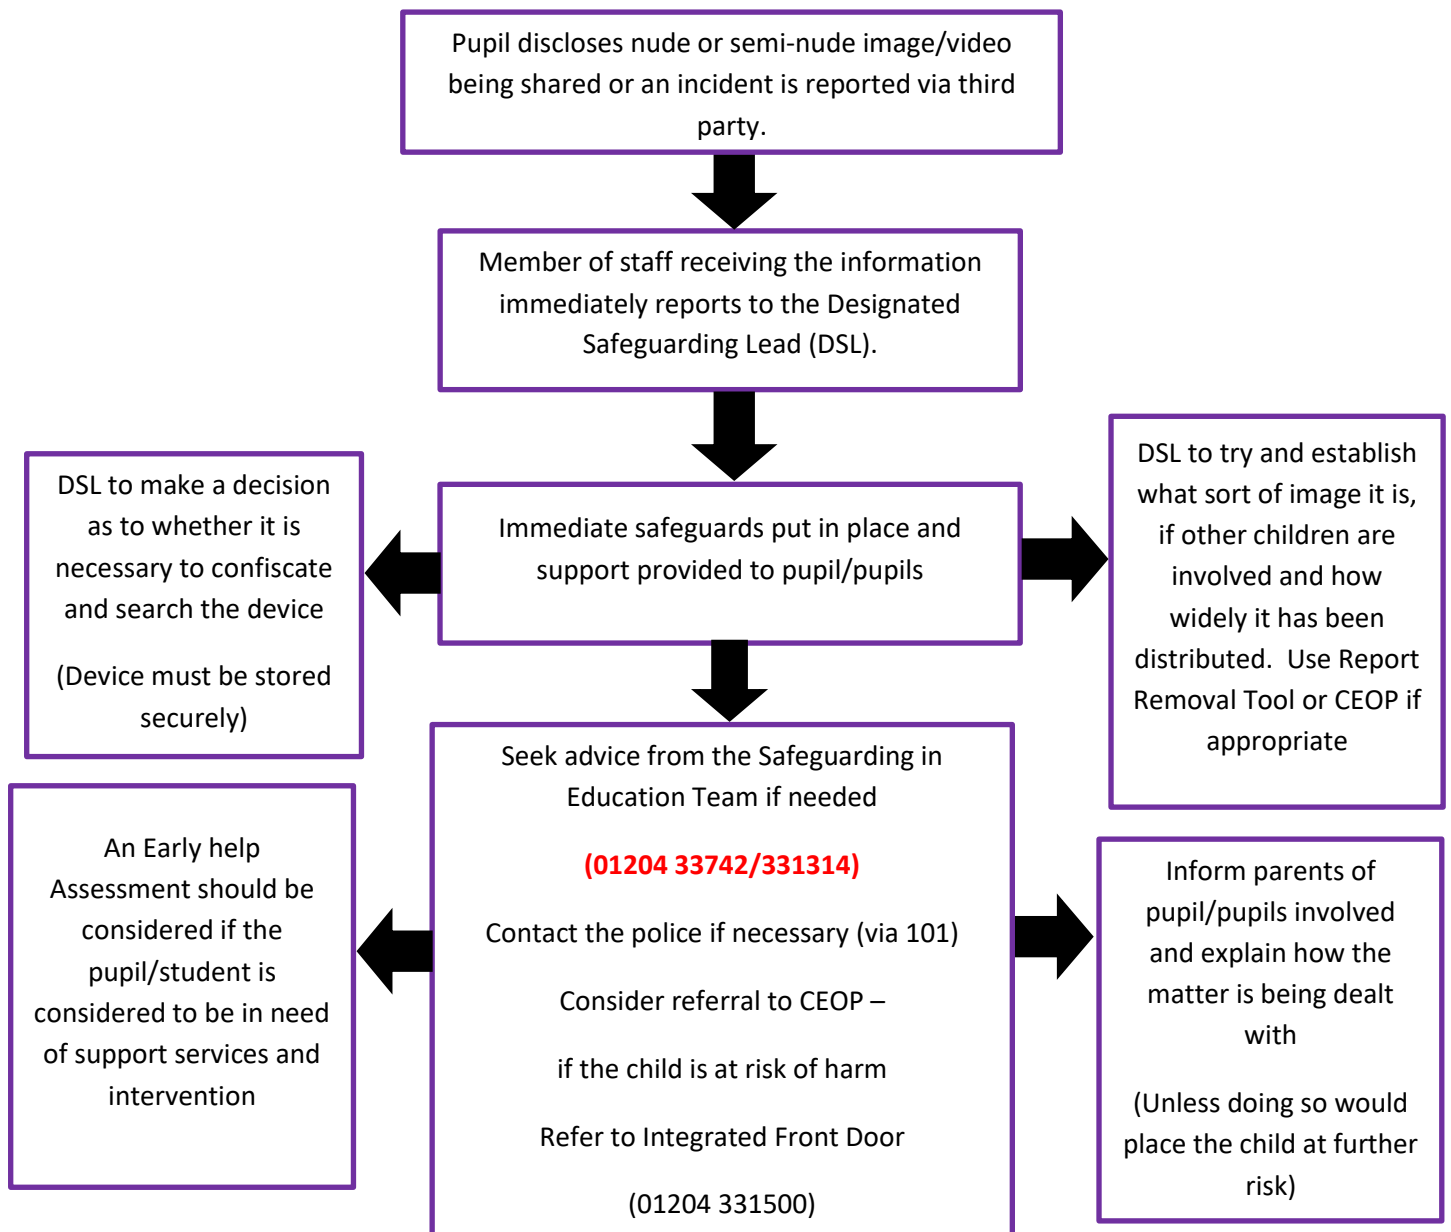 Pupil discloses nude or semi-nude image/video
being shared or an incident is reported via third
party.
Member of staff receiving the information
immediately reports to the Designated
Safeguarding Lead (DSL).
DSL to make a decision
as to whether it is
necessary to confiscate
and search the device
(Device must be stored
securely)
Immediate safeguards put in place and
support provided to pupil/pupils
DSL to try and establish
what sort of image it is,
if other children are
involved and how
widely it has been
distributed.  Use Report
Removal Tool or CEOP if
appropriate
An Early help
Assessment should be
considered if the
pupil/student is
considered to be in need
of support services and
intervention
Seek advice from the Safeguarding in
Education Team if needed
(01204 33742/331314)
Contact the police if necessary (via 101)
Consider referral to CEOP –
if the child is at risk of harm
Refer to Integrated Front Door
(01204 331500)
Inform parents of
pupil/pupils involved
and explain how the
matter is being dealt
with
(Unless doing so would
place the child at further
risk)